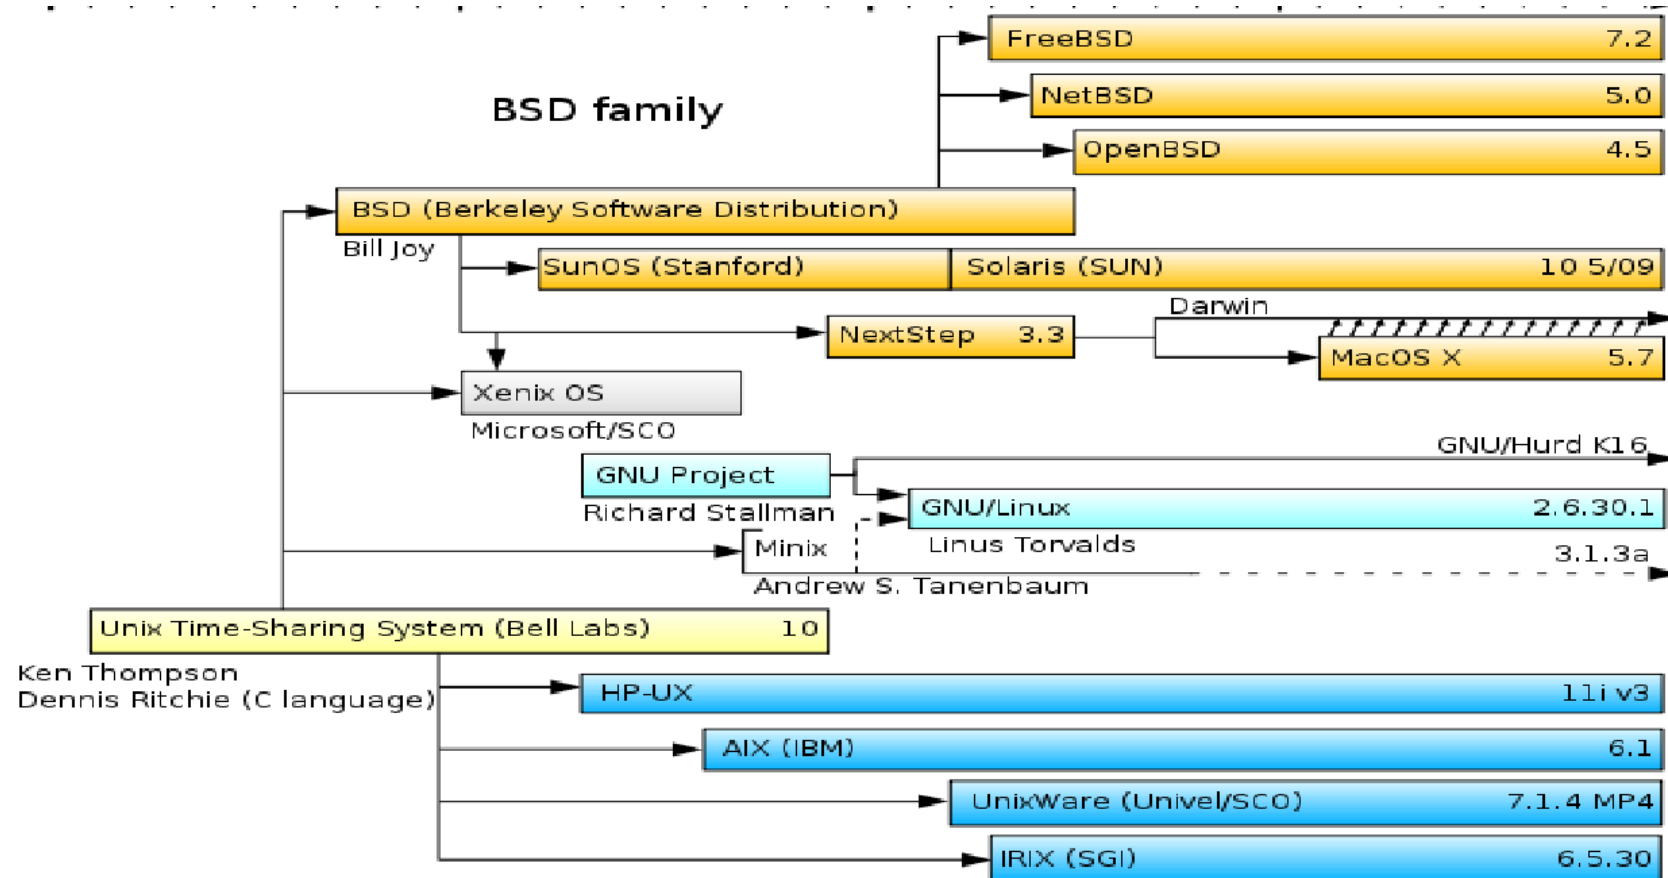 FreeBSD 7.2
NetBSD 5.0
BSD family
OpenBSD 4.5
BSD (Berkeley Software Distribution)
Bill Joy
SunOS (Stanford) Solaris (SUN) 10 5/09
Darwin
NextStep 3.3
MacOS X 5.7
Xenix OS
Microsoft/SCO
GNU/Hurd K16
GNU Project
Richard Stallman
GNU/Linux 2.6.30.1
Linus Torvalds
Minix 3.1.3a
Andrew S. Tanenbaum
Unix Time-Sharing System (Bell Labs) 10
Ken Thompson
Dennis Ritchie (C language)
HP-UX 11i v3
AIX (IBM) 6.1
UnixWare (Univel/SCO) 7.1.4 MP4
IRIX (SGI) 6.5.30